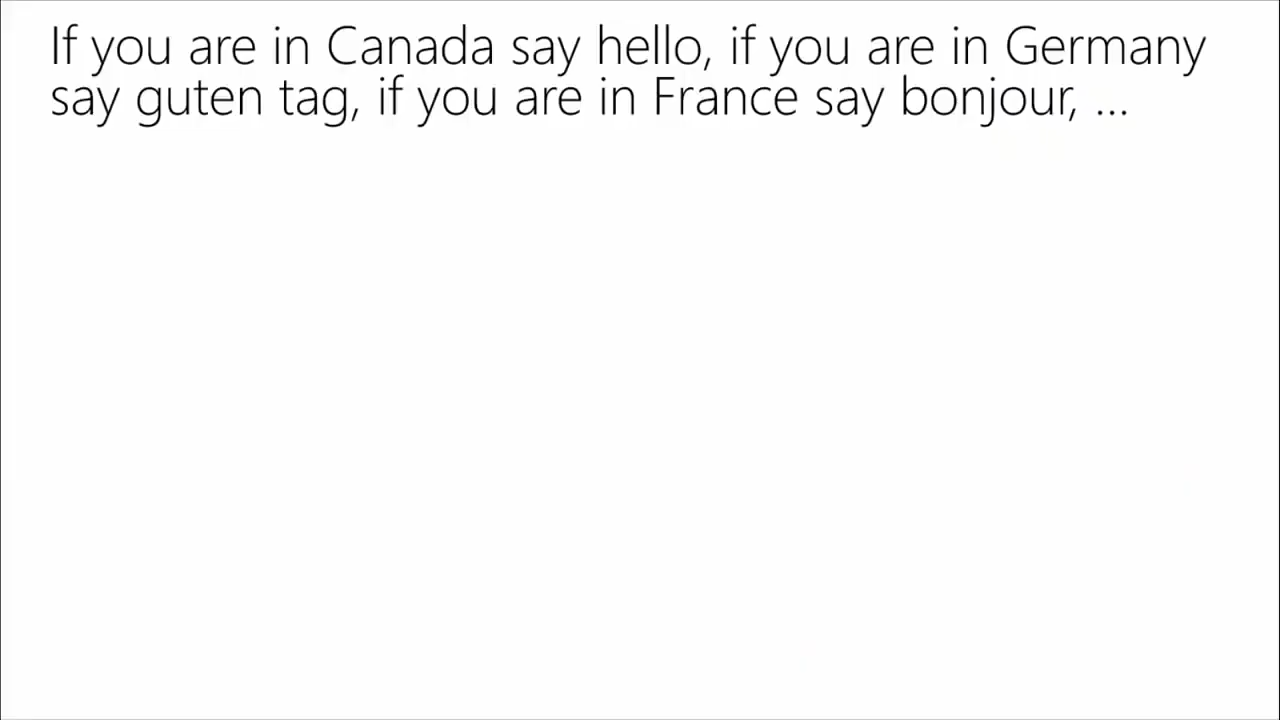 If you are in Canada say hello, if you are in Germany
say guten tag, if you are in France say bonjour, ...